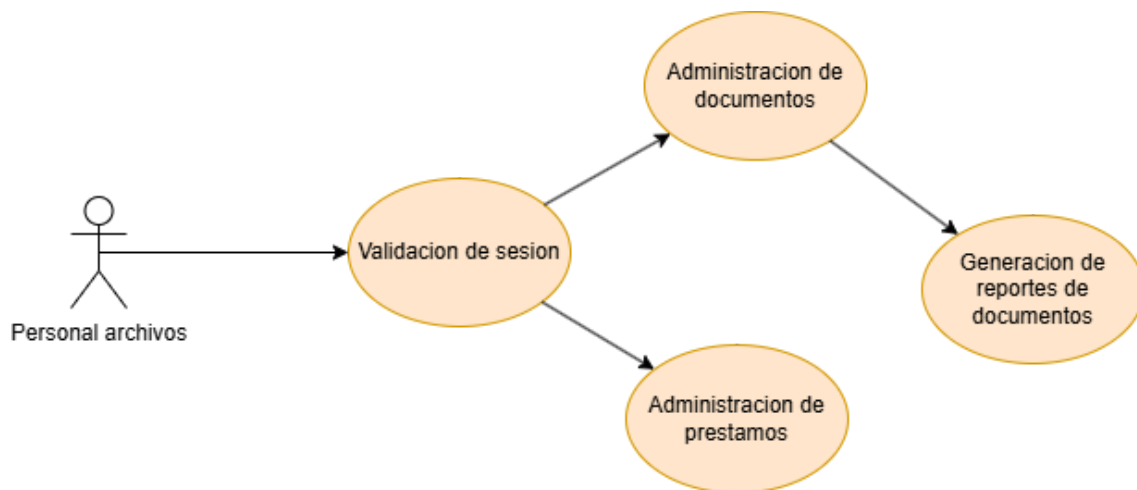 Administracion de
documentos
Validacion de sesion
Generacion de
reportes de
documentos
Personal archivos
Administracion de
prestamos